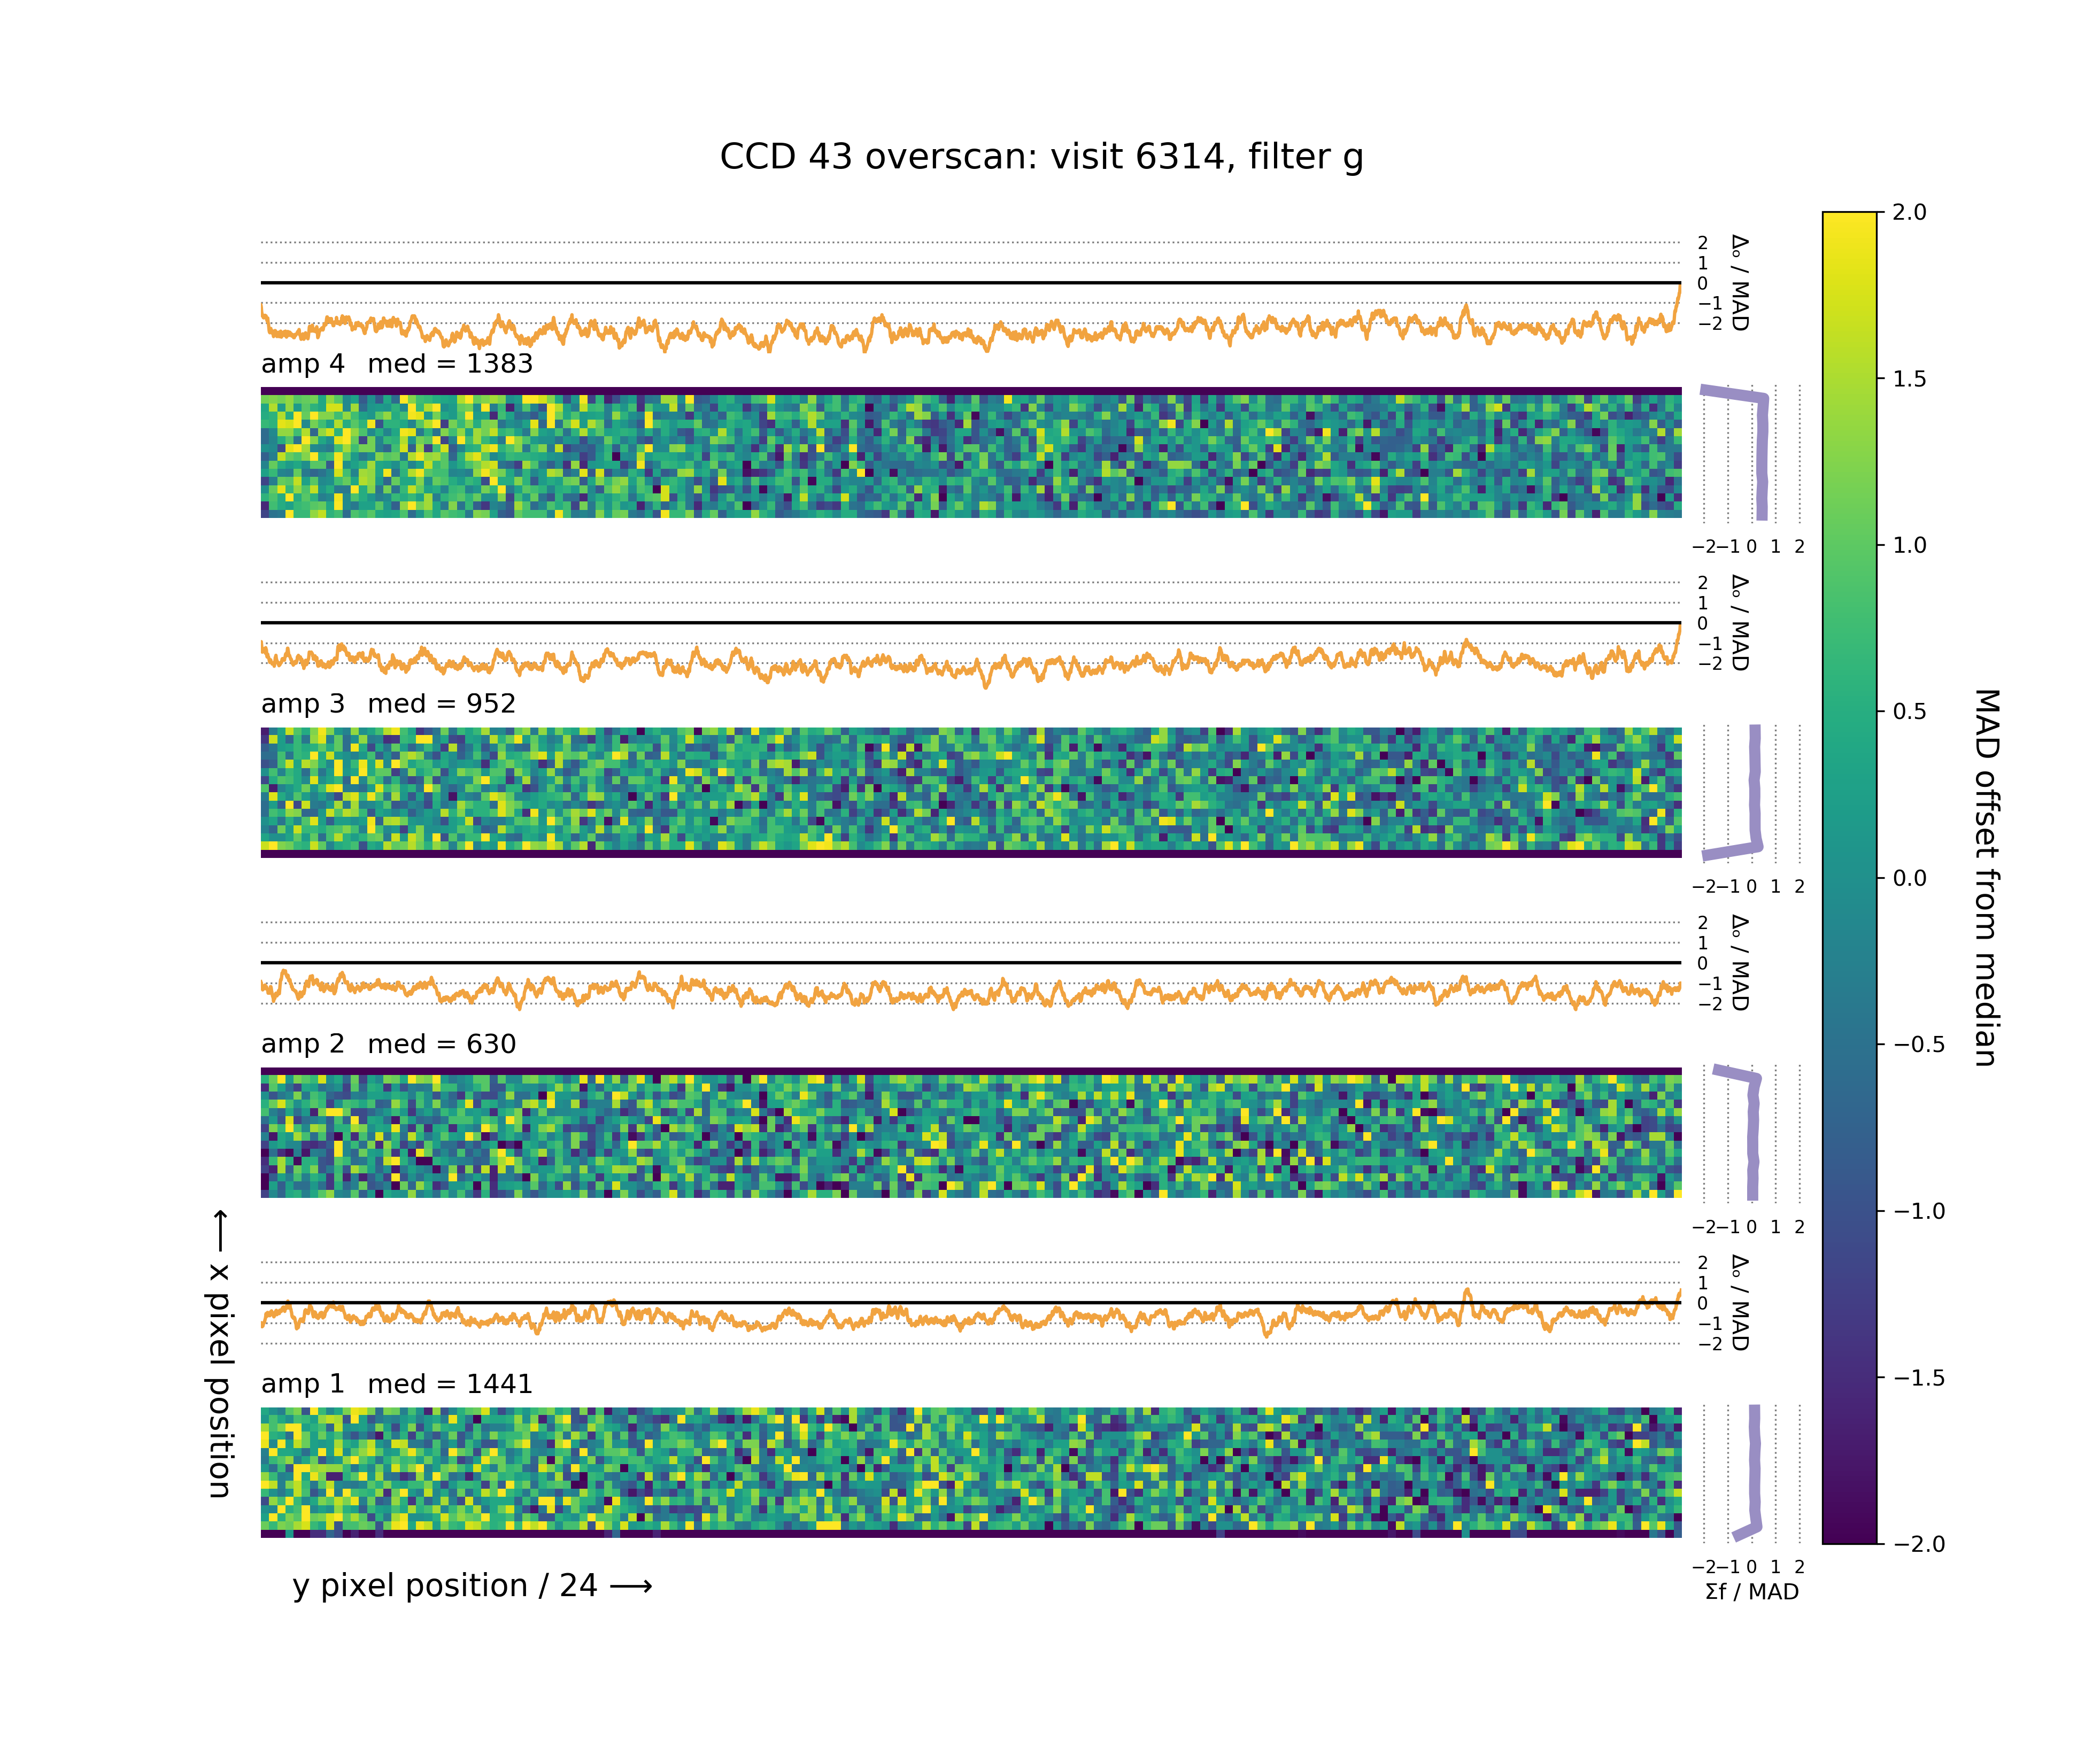 CCD 43 overscan: visit 6314, filter g
2
1
0
−1
−2
Δₒ / MAD
amp 4 med = 1383
−2 −1 0 1 2
2
1
0
−1
−2
Δₒ / MAD
amp 3 med = 952
−2 −1 0 1 2
2
1
0
−1
−2
Δₒ / MAD
amp 2 med = 630
−2 −1 0 1 2
2
1
0
−1
−2
Δₒ / MAD
amp 1 med = 1441
−2 −1 0 1 2
Σf / MAD
y pixel position / 24 ⟶
⟵ x pixel position
2.0
1.5
1.0
0.5
0.0
−0.5
−1.0
−1.5
−2.0
MAD offset from median